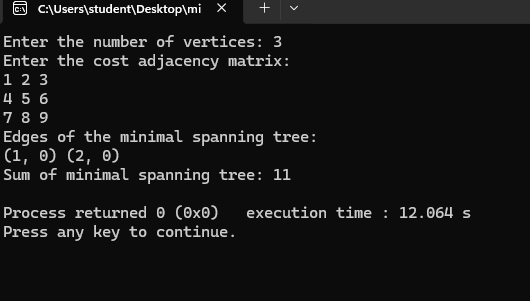 C:\Users\student\Desktop\mi
Enter the number of vertices: 3
Enter the cost adjacency matrix:
1 2 3
4 5 6
7 8 9
Edges of the minimal spanning tree:
(1, 0) (2, 0)
Sum of minimal spanning tree: 11
Process returned 0 (0x0)   execution time : 12.064 s
Press any key to continue.